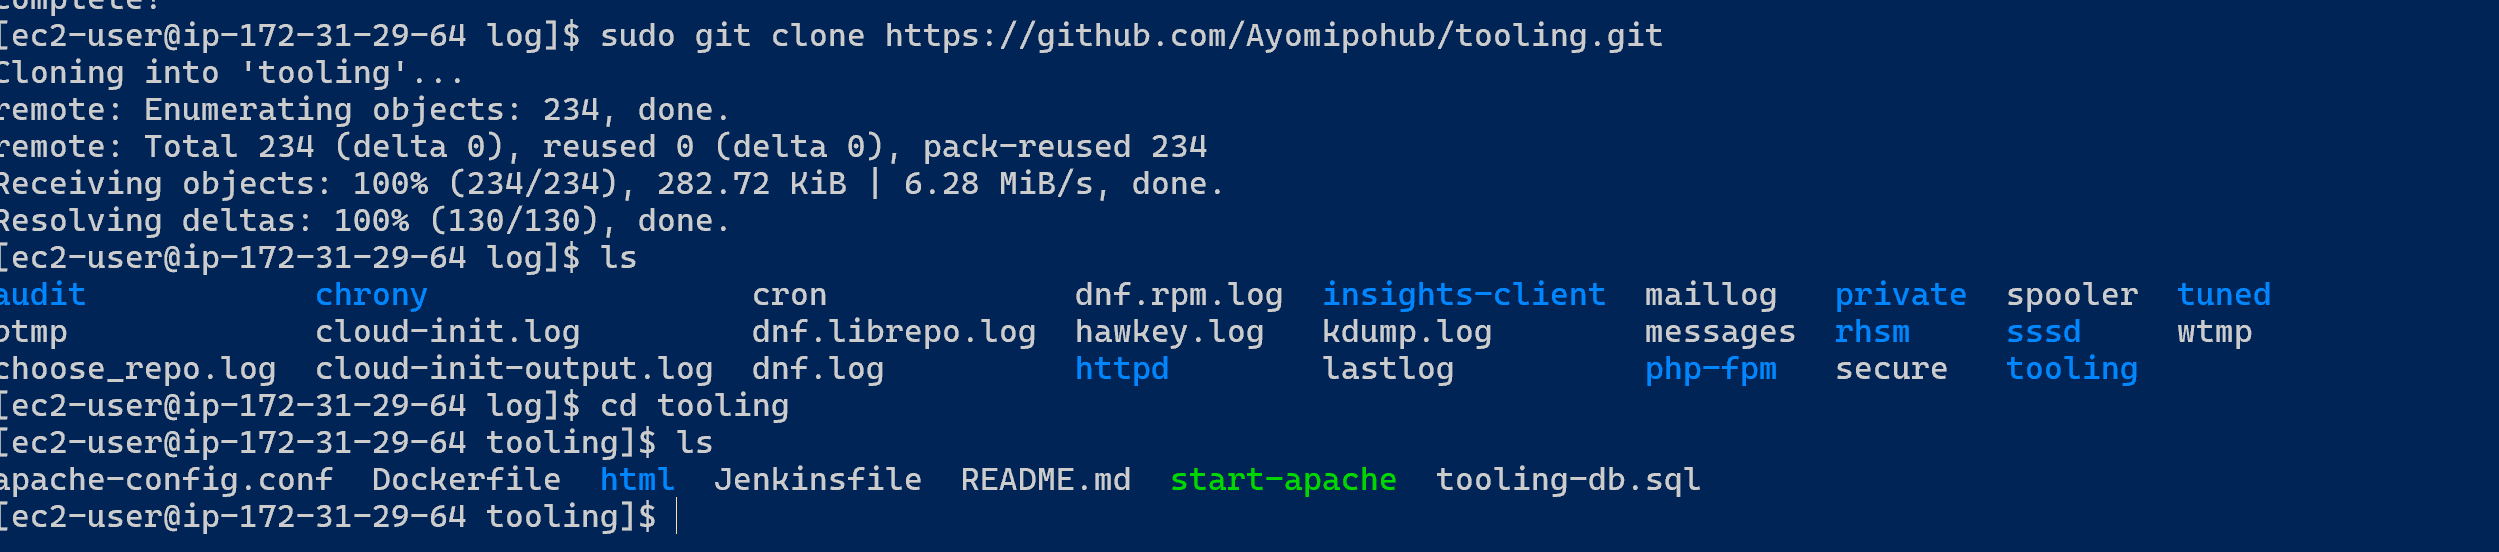 complete!
[ec2-user@ip-172-31-29-64 log]$ sudo git clone https://github.com/Ayomipohub/tooling.git
Cloning into 'tooling'...
remote: Enumerating objects: 234, done.
remote: Total 234 (delta 0), reused 0 (delta 0), pack-reused 234
Receiving objects: 100% (234/234), 282.72 KiB | 6.28 MiB/s, done.
Resolving deltas: 100% (130/130), done.
[ec2-user@ip-172-31-29-64 log]$ ls
audit chrony cron dnf.rpm.log insights-client maillog private spooler tuned
btmp cloud-init.log dnf.librepo.log hawkey.log kdump.log messages rhsm sssd wtmp
choose_repo.log cloud-init-output.log dnf.log httpd lastlog php-fpm secure tooling
[ec2-user@ip-172-31-29-64 log]$ cd tooling
[ec2-user@ip-172-31-29-64 tooling]$ ls
apache-config.conf Dockerfile html Jenkinsfile README.md start-apache tooling-db.sql
[ec2-user@ip-172-31-29-64 tooling]$